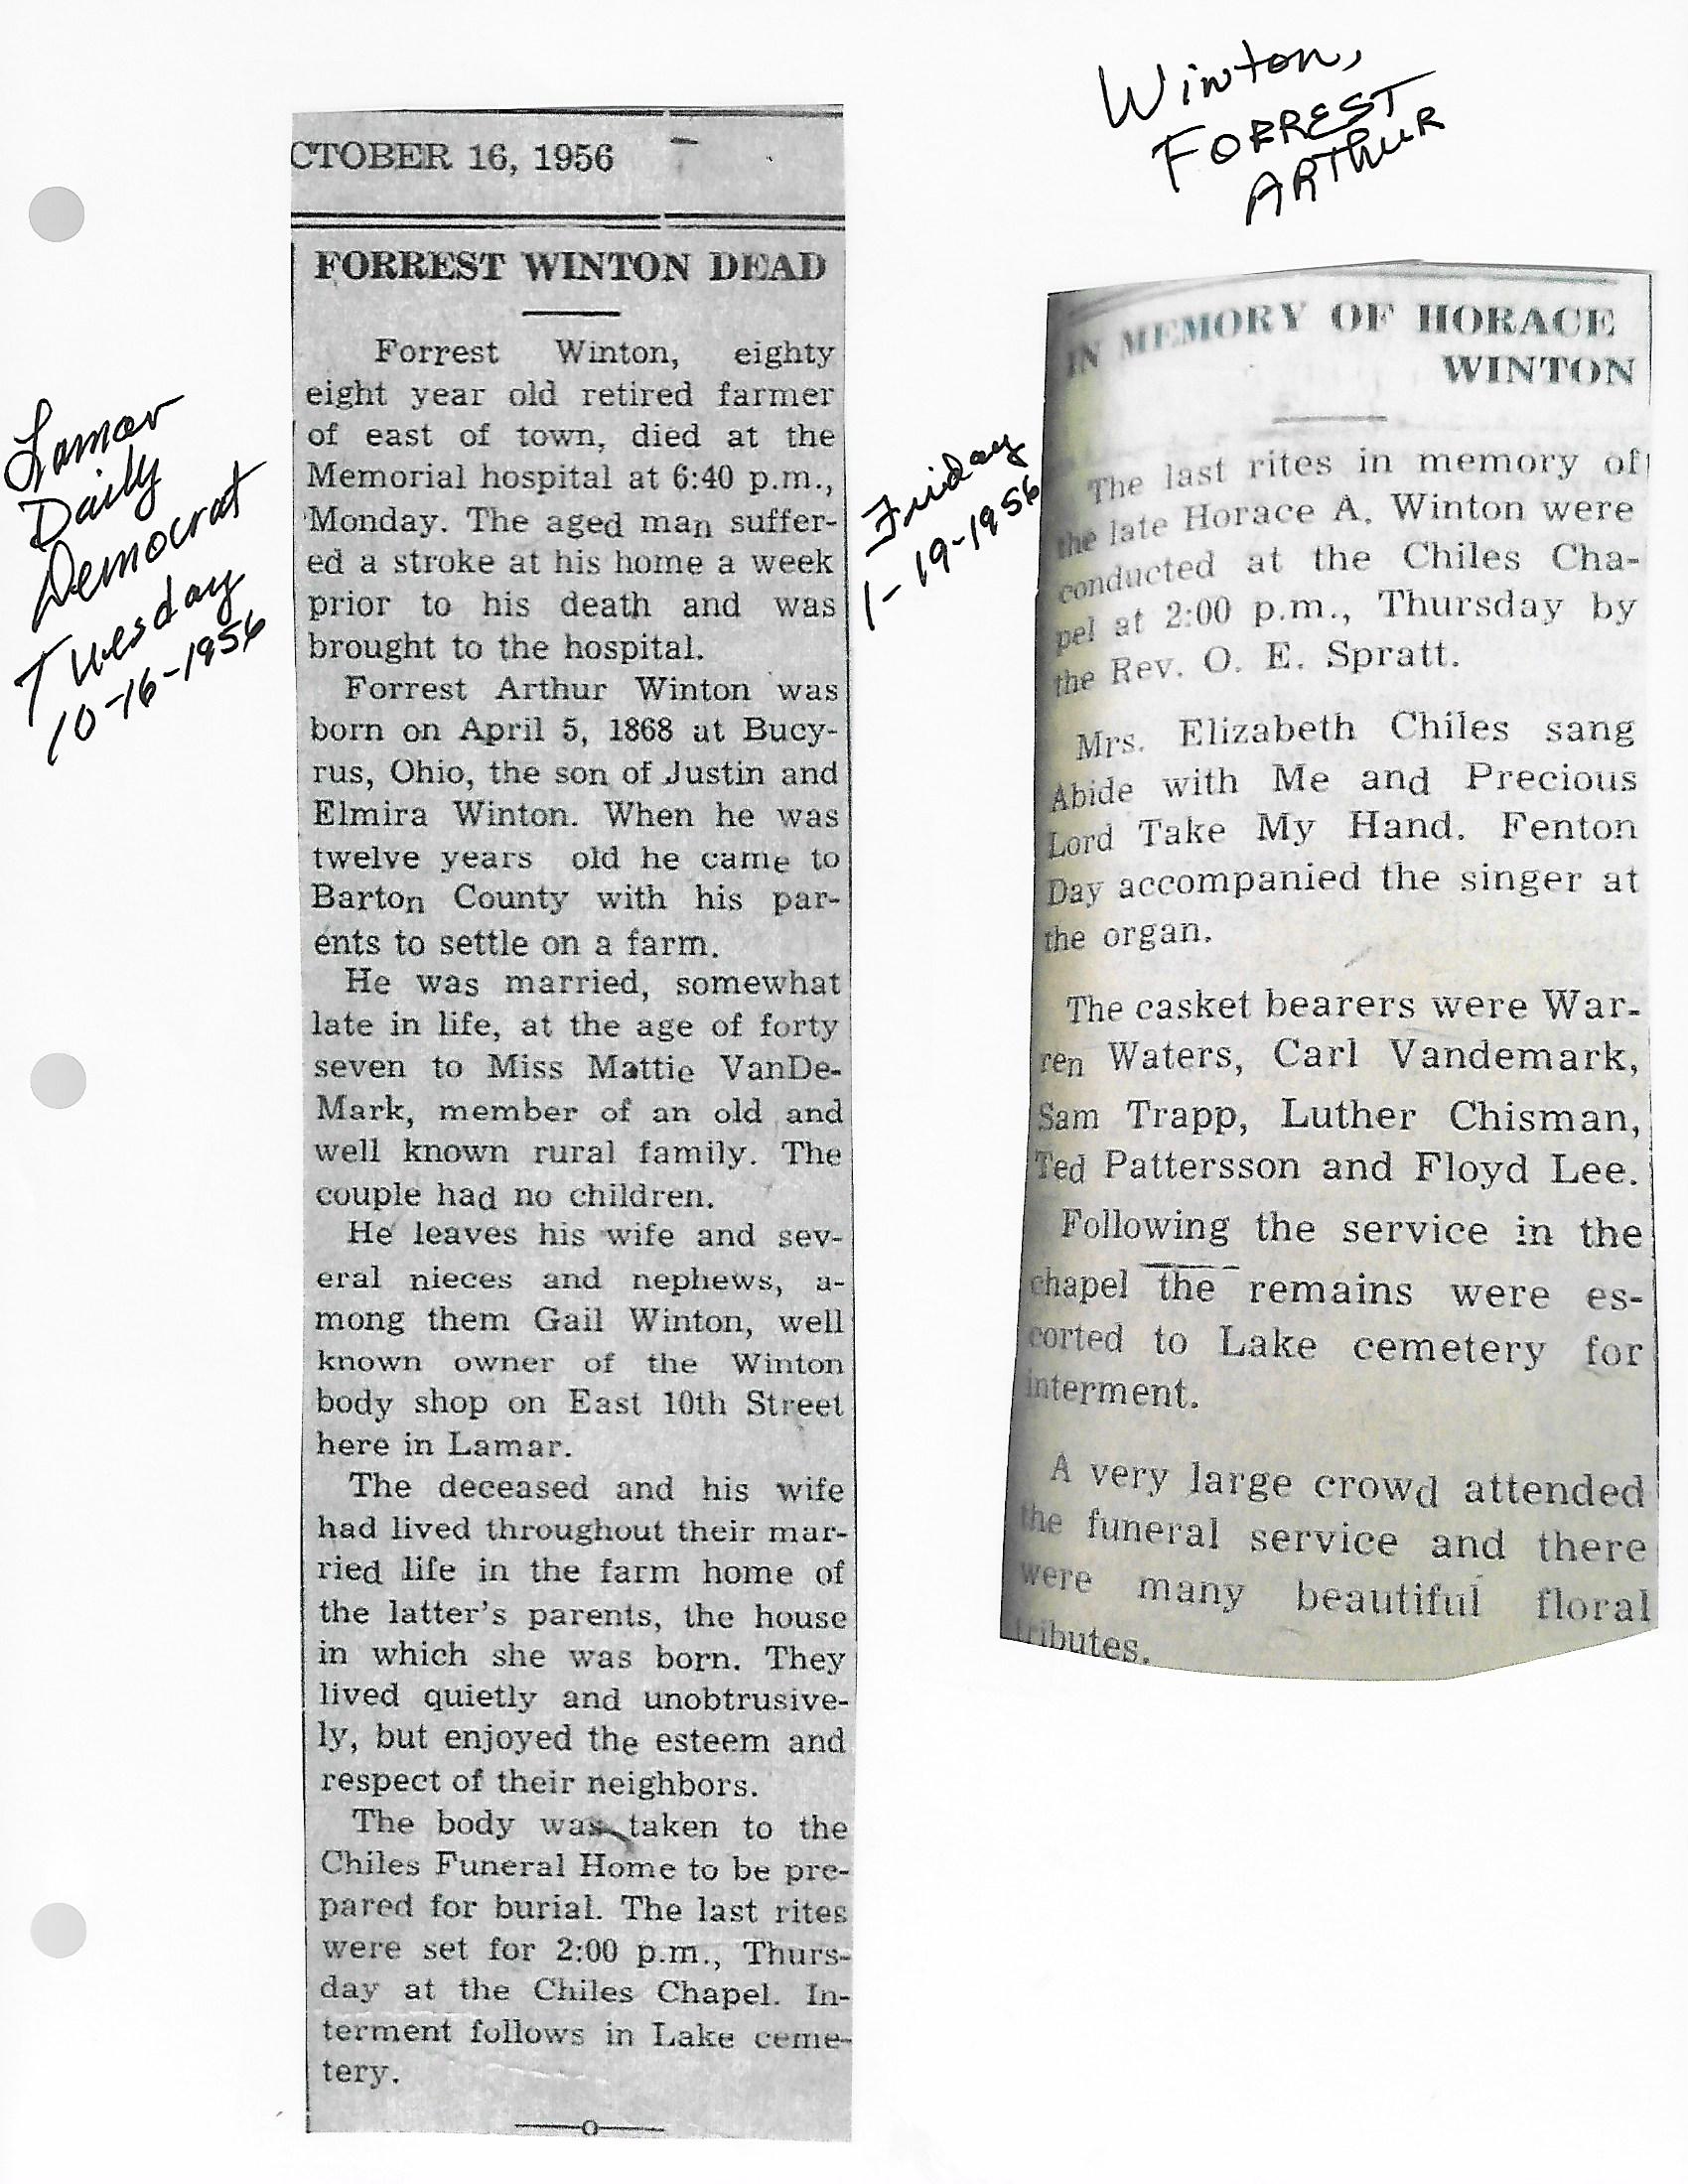 Winton,
FORREST
ARTHUR
Lamar
Daily
Democrat
Tuesday
10-16-1956
CTOBER 16, 1956
FORREST WINTON DEAD
Forrest Winton, eighty
eight year old retired farmer
of east of town, died at the
Memorial hospital at 6:40 p.m.,
Monday. The aged man suffer-
ed a stroke at his home a week
prior to his death and was
brought to the hospital.
Forrest Arthur Winton was
born on April 5, 1868 at Bucy-
rus, Ohio, the son of Justin and
Elmira Winton. When he was
twelve years old he came to
Barton County with his par-
ents to settle on a farm.
He was married, somewhat
late in life, at the age of forty
seven to Miss Mattie VanDe-
Mark, member of an old and
well known rural family. The
couple had no children.
He leaves his wife and sev-
eral nieces and nephews, a-
mong them Gail Winton, well
known owner of the Winton
body shop on East 10th Street
here in Lamar.
The deceased and his wife
had lived throughout their mar-
ried life in the farm home of
the latter's parents, the house
in which she was born. They
lived quietly and unobtrusive-
ly, but enjoyed the esteem and
respect of their neighbors.
The body was taken to the
Chiles Funeral Home to be pre-
pared for burial. The last rites
were set for 2:00 p.m., Thurs-
day at the Chiles Chapel. In-
terment follows in Lake ceme-
tery.
Friday
1-19-1956
IN MEMORY OF HORACE
WINTON
The last rites in memory of
the late Horace A. Winton were
conducted at the Chiles Cha-
pel at 2:00 p.m., Thursday by
the Rev. O. E. Spratt.
Mrs. Elizabeth Chiles sang
Abide with Me and Precious
Lord Take My Hand. Fenton
Day accompanied the singer at
the organ.
The casket bearers were War-
ren Waters, Carl Vandemark,
Sam Trapp, Luther Chisman,
Ted Pattersson and Floyd Lee.
Following the service in the
chapel the remains were es-
corted to Lake cemetery for
interment.
A very large crowd attended
the funeral service and there
were many beautiful floral
tributes.